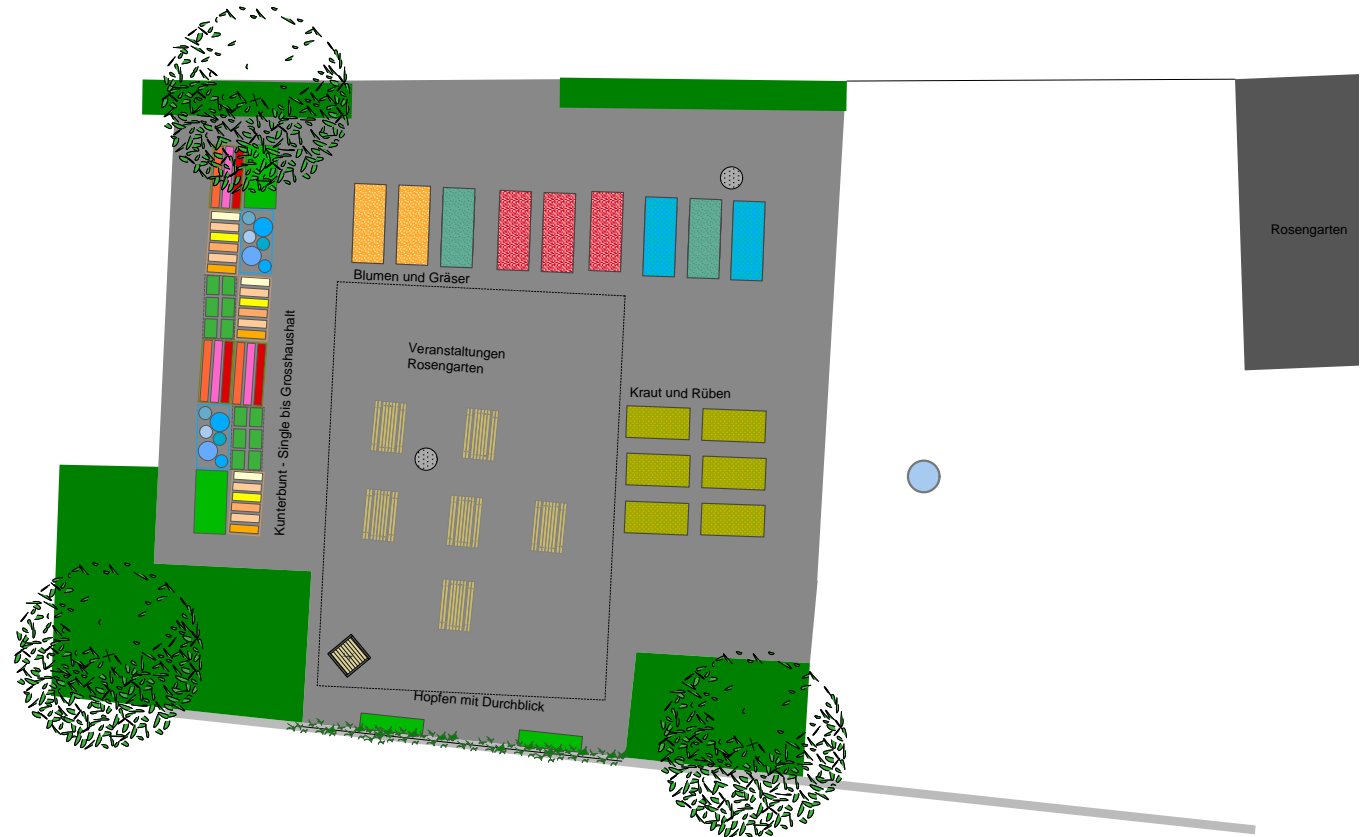 Rosengarten
Blumen und Gräser
Veranstaltungen
Rosengarten
Kunterbunt - Single bis Grosshaushalt
Kraut und Rüben
Hopfen mit Durchblick